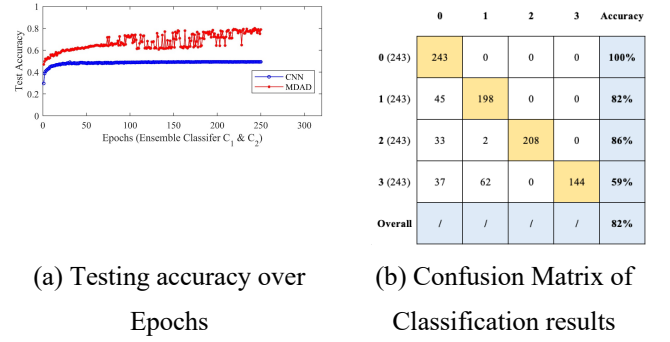 1
0.8
0.6
0.4
0.2
0
Test Accuracy
CNN
MDAD
0 50 100 150 200 250 300
Epochs (Ensemble Classifer C1 & C2)
(a) Testing accuracy over
Epochs
0 1 2 3 Accuracy
0 (243) 243 0 0 0 100%
1 (243) 45 198 0 0 82%
2 (243) 33 2 208 0 86%
3 (243) 37 62 0 144 59%
Overall / / / / 82%
(b) Confusion Matrix of
Classification results